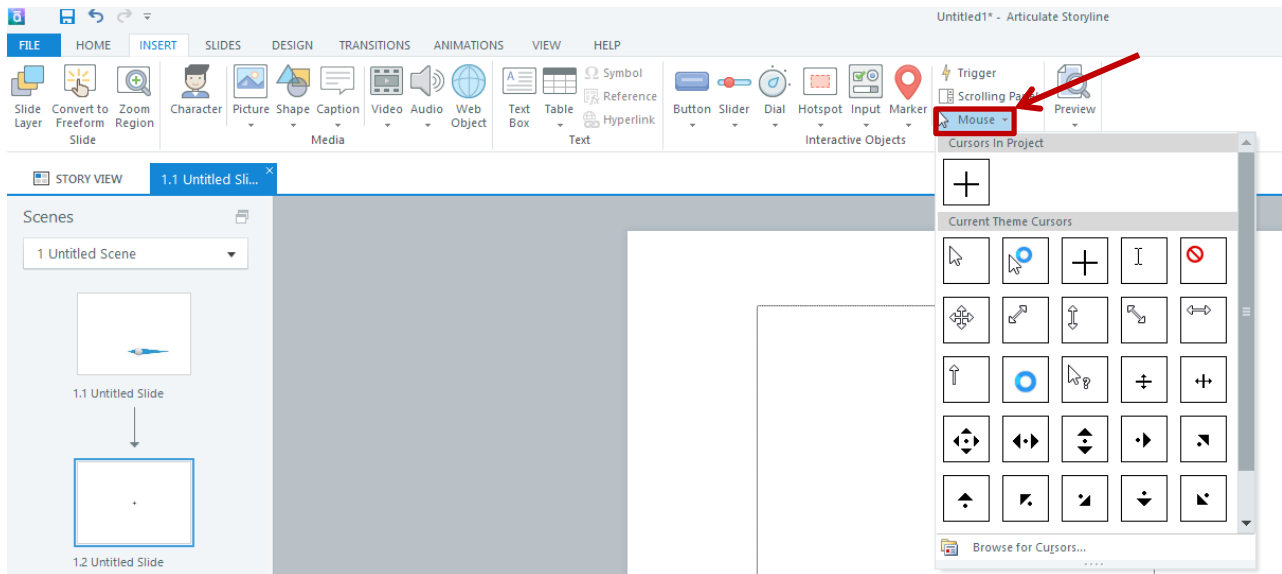 Untitled1* - Articulate Storyline
FILE HOME INSERT SLIDES DESIGN TRANSITIONS ANIMATIONS VIEW HELP
Slide Layer
Convert to Freeform
Zoom Region
Slide
Character
Picture
Shape
Caption
Video
Audio
Web Object
Media
Text Box
Table
Ω Symbol
Reference
Hyperlink
Text
Button
Slider
Dial
Hotspot
Input
Marker
Trigger
Scrolling Panel
Mouse
Interactive Objects
Preview
Cursors In Project
Current Theme Cursors
Browse for Cursors...
STORY VIEW
1.1 Untitled Sli...
Scenes
1 Untitled Scene
1.1 Untitled Slide
1.2 Untitled Slide